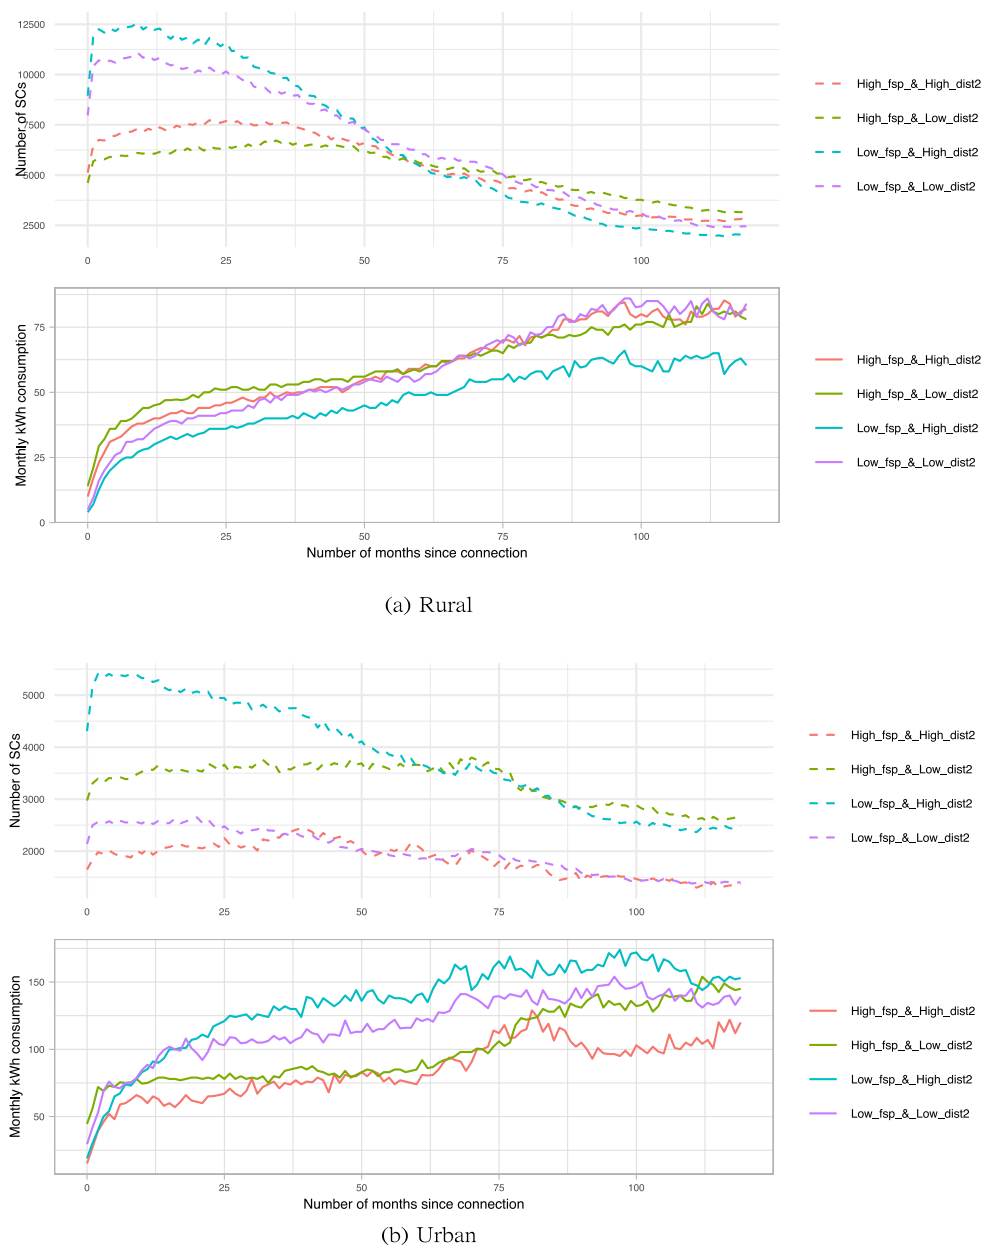 12500
10000
7500
5000
2500
Number of SCs
0 25 50 75 100
High_fsp_&_High_dist2
High_fsp_&_Low_dist2
Low_fsp_&_High_dist2
Low_fsp_&_Low_dist2
75
50
25
0
Monthly kWh consumption
0 25 50 75 100
Number of months since connection
High_fsp_&_High_dist2
High_fsp_&_Low_dist2
Low_fsp_&_High_dist2
Low_fsp_&_Low_dist2
(a) Rural
5000
4000
3000
2000
Number of SCs
0 25 50 75 100
High_fsp_&_High_dist2
High_fsp_&_Low_dist2
Low_fsp_&_High_dist2
Low_fsp_&_Low_dist2
150
100
50
Monthly kWh consumption
0 25 50 75 100
Number of months since connection
High_fsp_&_High_dist2
High_fsp_&_Low_dist2
Low_fsp_&_High_dist2
Low_fsp_&_Low_dist2
(b) Urban